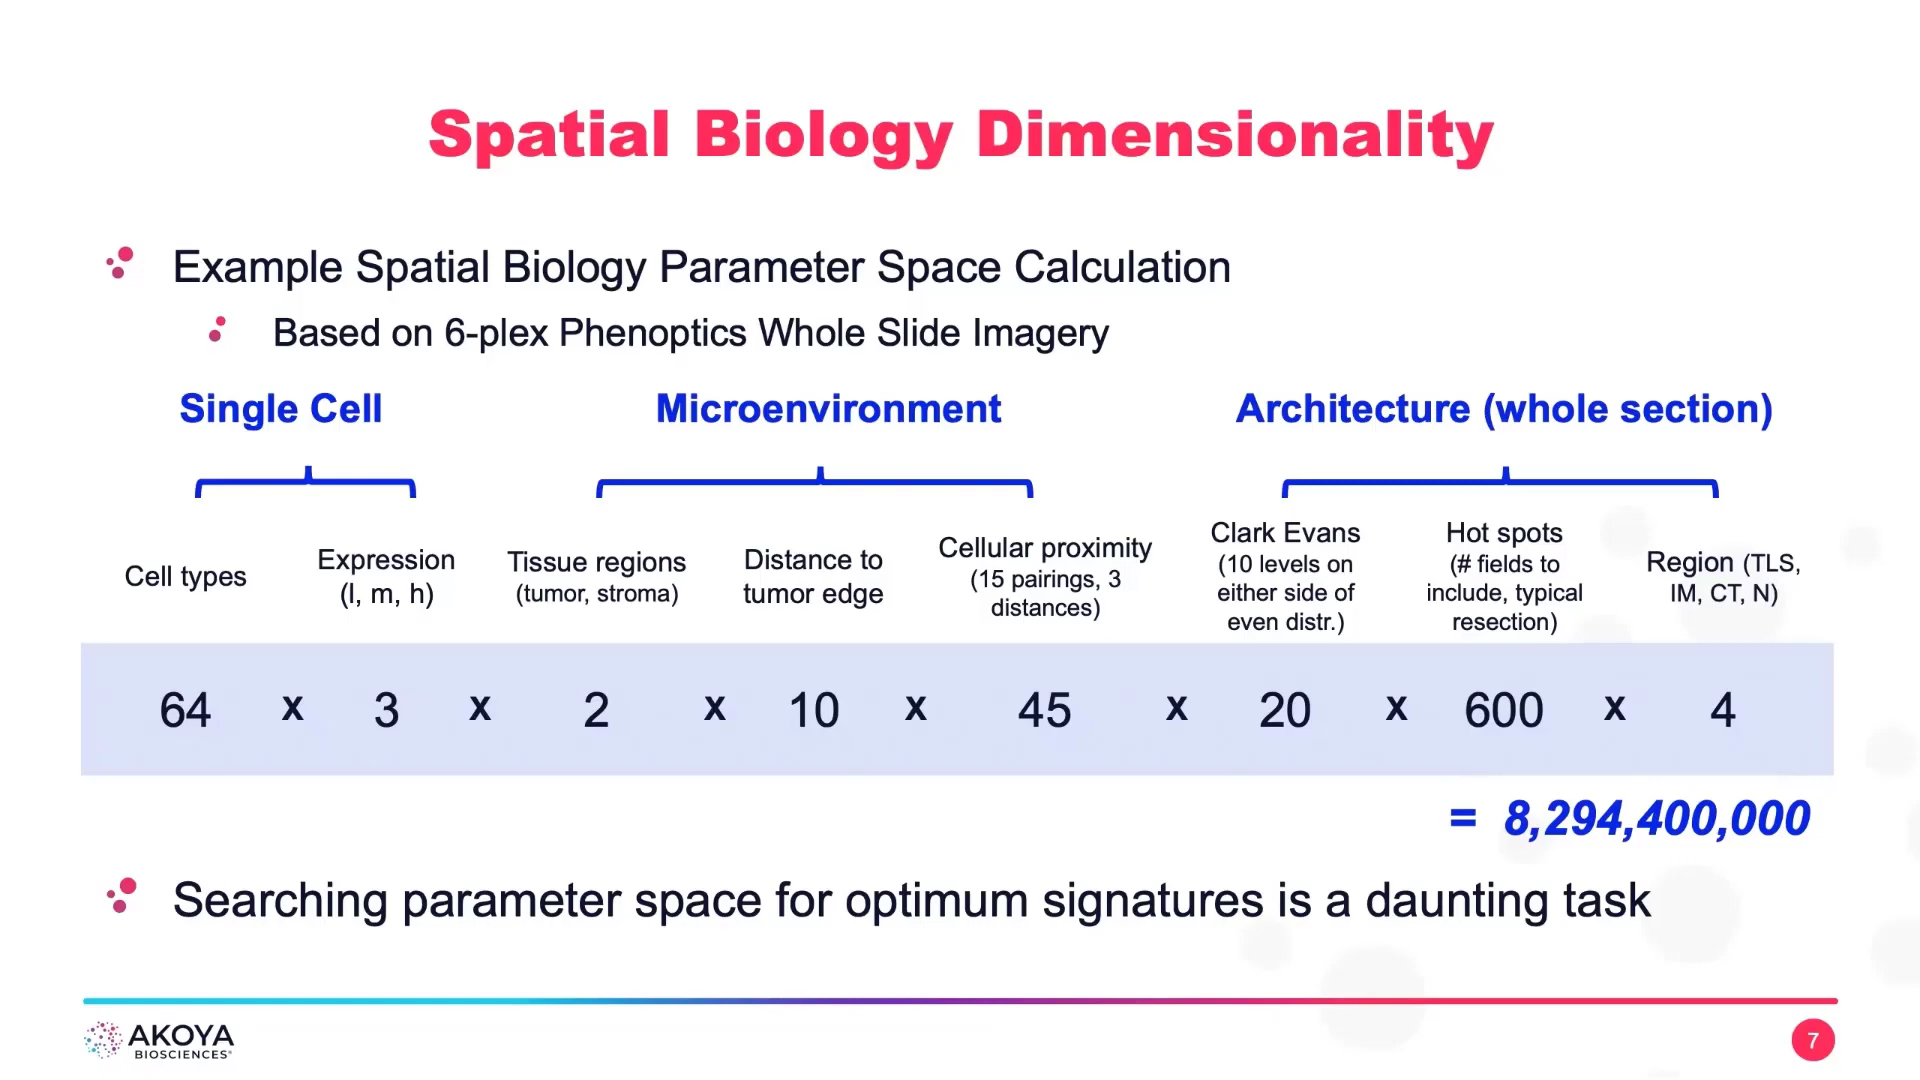 Spatial Biology Dimensionality
Example Spatial Biology Parameter Space Calculation
Based on 6-plex Phenoptics Whole Slide Imagery
Single Cell
Microenvironment
Architecture (whole section)
Cell types
Expression
(l, m, h)
Tissue regions
(tumor, stroma)
Distance to
tumor edge
Cellular proximity
(15 pairings, 3
distances)
Clark Evans
(10 levels on
either side of
even distr.)
Hot spots
(# fields to
include, typical
resection)
Region (TLS,
IM, CT, N)
64 x 3 x 2 x 10 x 45 x 20 x 600 x 4
= 8,294,400,000
Searching parameter space for optimum signatures is a daunting task
AKOYA
BIOSCIENCES®
7